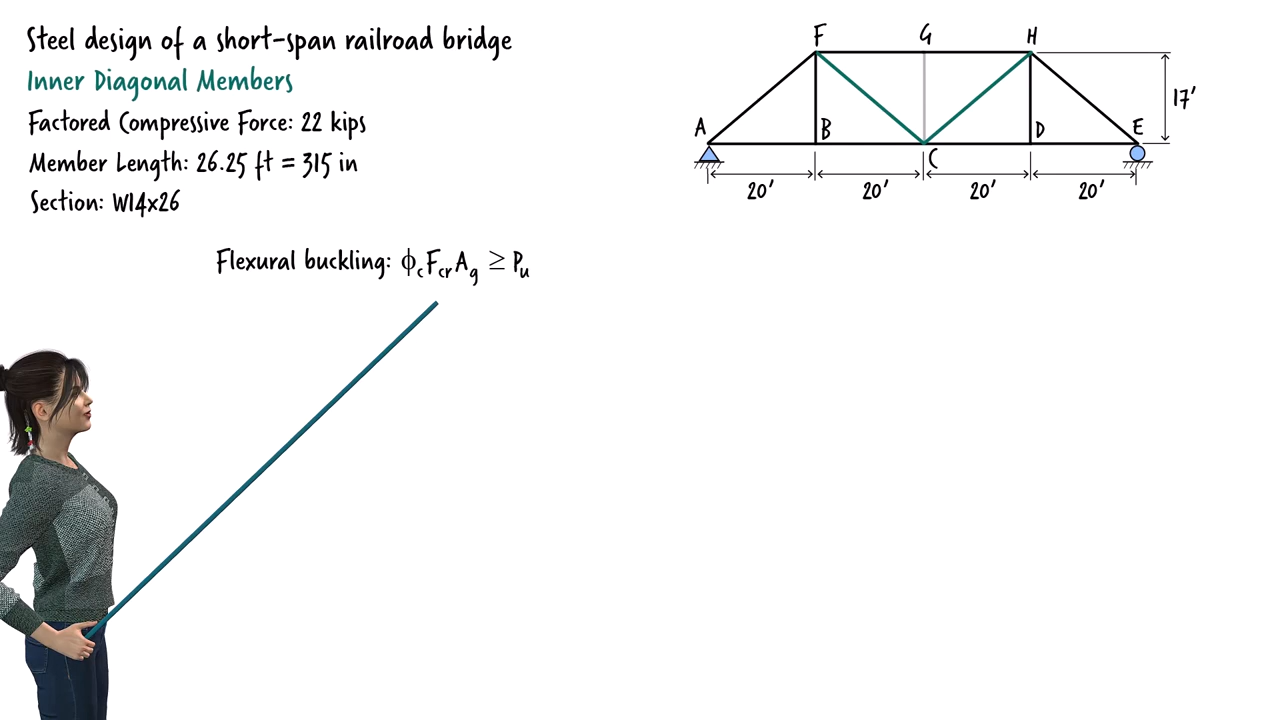 Steel design of a short-span railroad bridge
Inner Diagonal Members
Factored Compressive Force: 22 kips
Member Length: 26.25 ft = 315 in
Section: W14x26
Flexural buckling: ϕcFcrAg ≥ Pu
F G H
17'
A B C D E
20' 20' 20' 20'